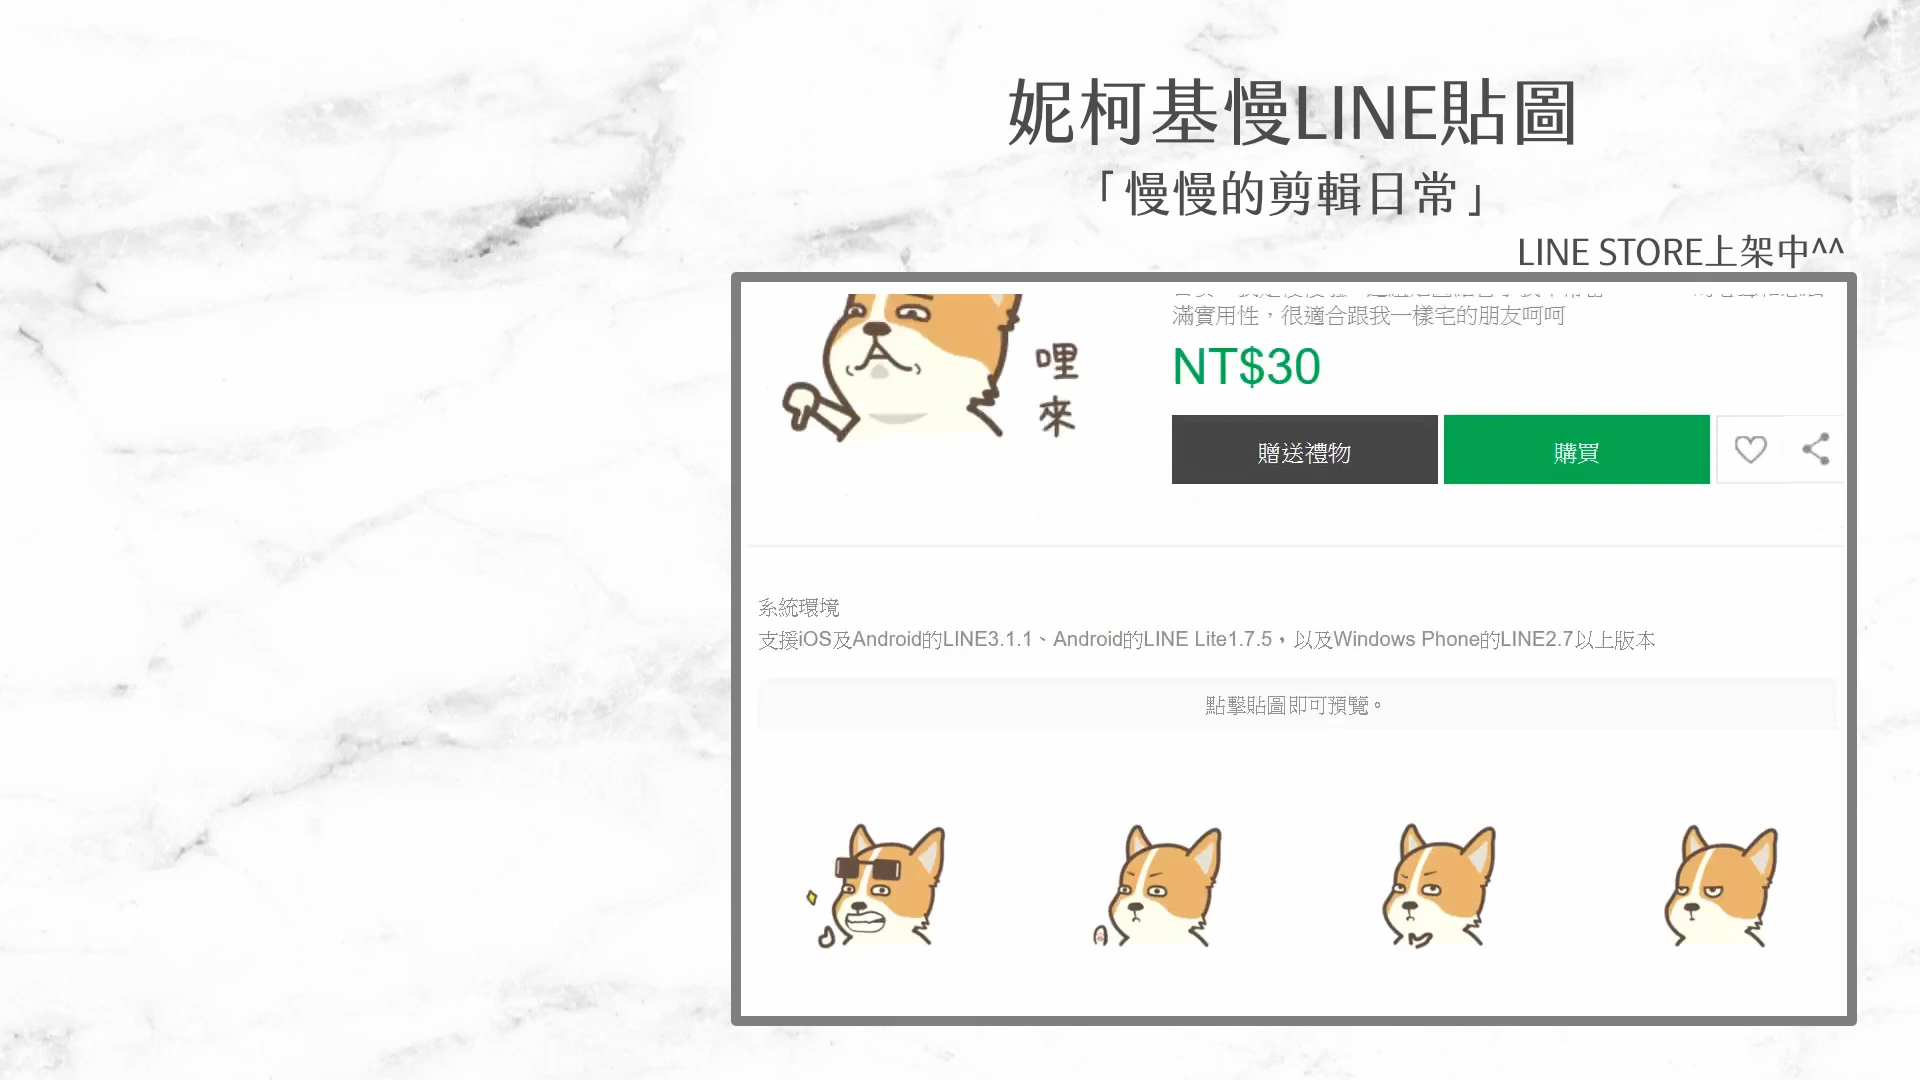 妮柯基慢LINE貼圖
「慢慢的剪輯日常」
LINE STORE上架中^^
滿實用性，很適合跟我一樣宅的朋友呵呵
哩來
NT$30
贈送禮物
購買
系統環境
支援iOS及Android的LINE3.1.1、Android的LINE Lite1.7.5，以及Windows Phone的LINE2.7以上版本
點擊貼圖即可預覽。